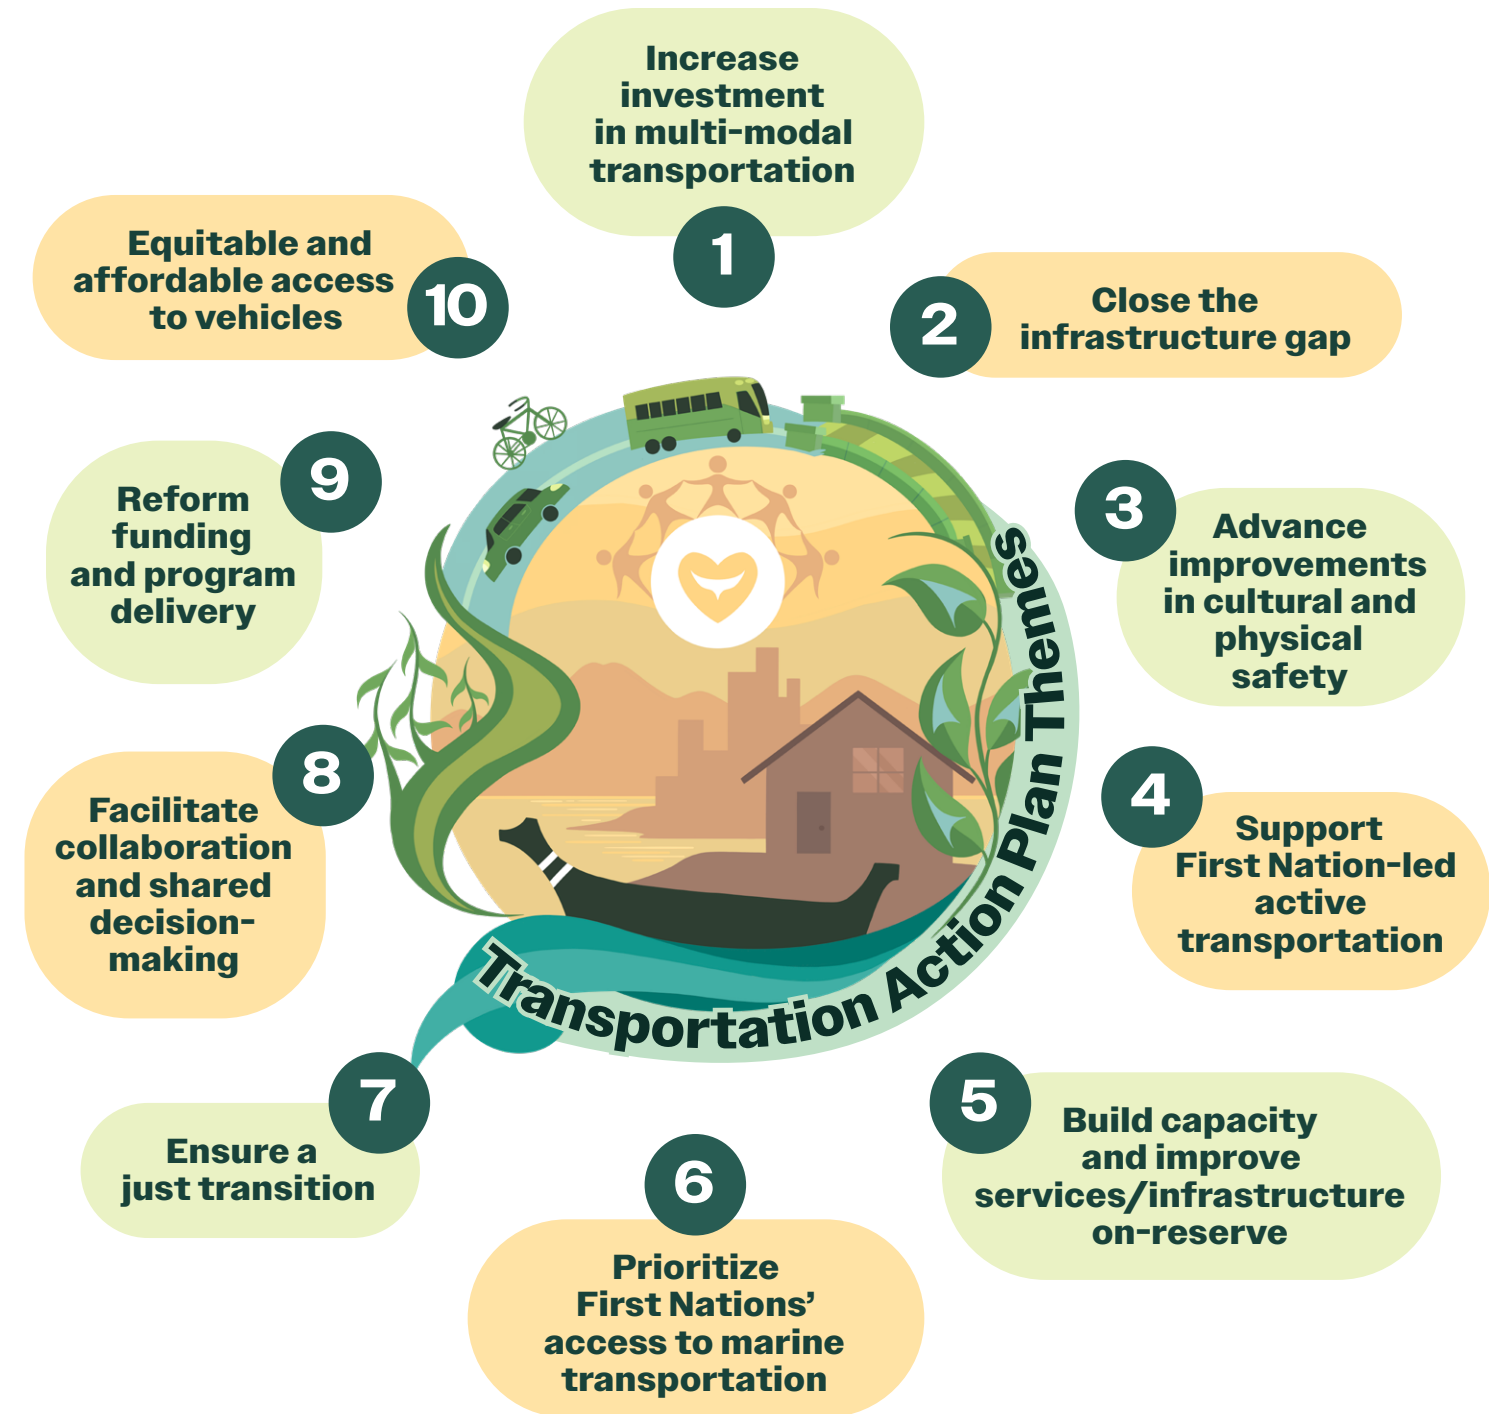 Increase
investment
in multi-modal
transportation
1
2
Close the
infrastructure gap
3
Advance
improvements
in cultural and
physical
safety
4
Support
First Nation-led
active
transportation
5
Build capacity
and improve
services/infrastructure
on-reserve
6
Prioritize
First Nations’
access to marine
transportation
7
Ensure a
just transition
8
Facilitate
collaboration
and shared
decision-
making
9
Reform
funding
and program
delivery
10
Equitable and
affordable access
to vehicles
Transportation Action Plan Themes